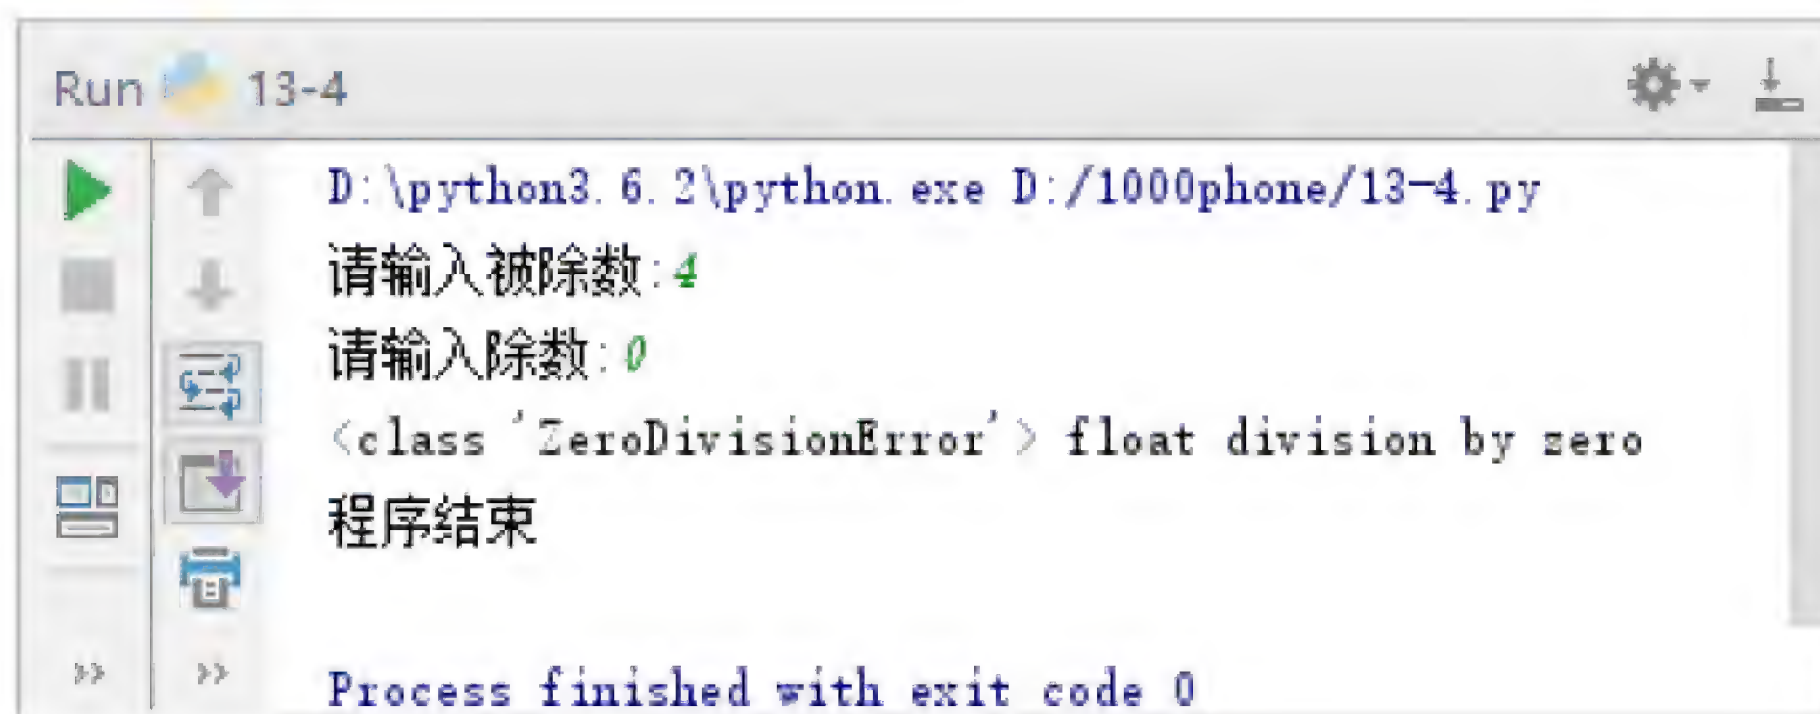 Run 13-4
D:\python3.6.2\python.exe D:/1000phone/13-4.py
请输入被除数:4
请输入除数:0
<class 'ZeroDivisionError'> float division by zero
程序结束
Process finished with exit code 0